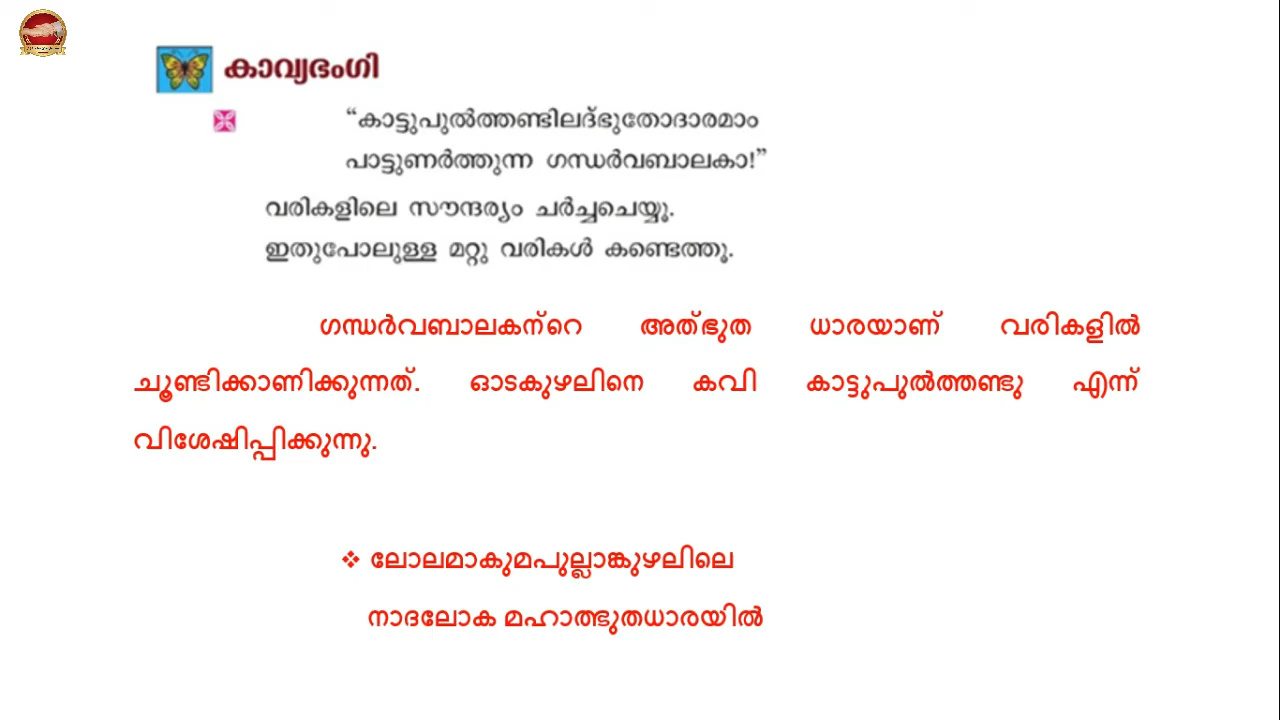 കാവ്യഭംഗി
“കാട്ടുപുൽത്തണ്ടിലദ്ഭുതോദാരമാം
പാട്ടുണർത്തുന്ന ഗന്ധർവബാലകാ!”
വരികളിലെ സൗന്ദര്യം ചർച്ചചെയ്യൂ.
ഇതുപോലുള്ള മറ്റു വരികൾ കണ്ടെത്തൂ.
ഗന്ധർവബാലകന്റെ അത്ഭുത ധാരയാണ് വരികളിൽ
ചൂണ്ടിക്കാണിക്കുന്നത്. ഓടകുഴലിനെ കവി കാട്ടുപുൽത്തണ്ടു എന്ന്
വിശേഷിപ്പിക്കുന്നു.
❖ ലോലമാകുമപുല്ലാങ്കുഴലിലെ
നാദലോക മഹാത്ഭുതധാരയിൽ